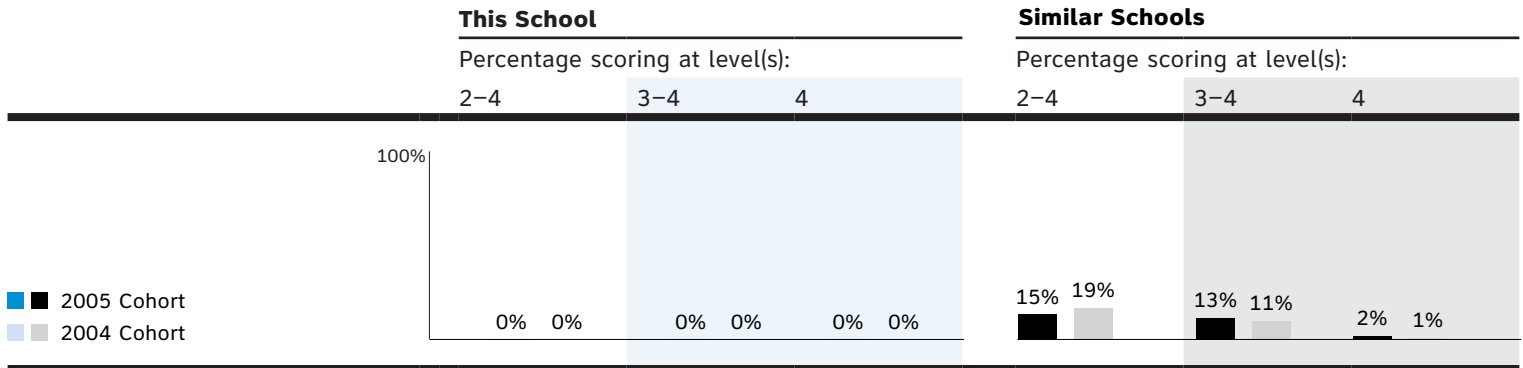 This School
Similar Schools
Percentage scoring at level(s):
Percentage scoring at level(s):
2–4 3–4 4
2–4 3–4 4
100%
2005 Cohort
2004 Cohort
0% 0% 0% 0% 0% 0%
15% 19% 13% 11% 2% 1%